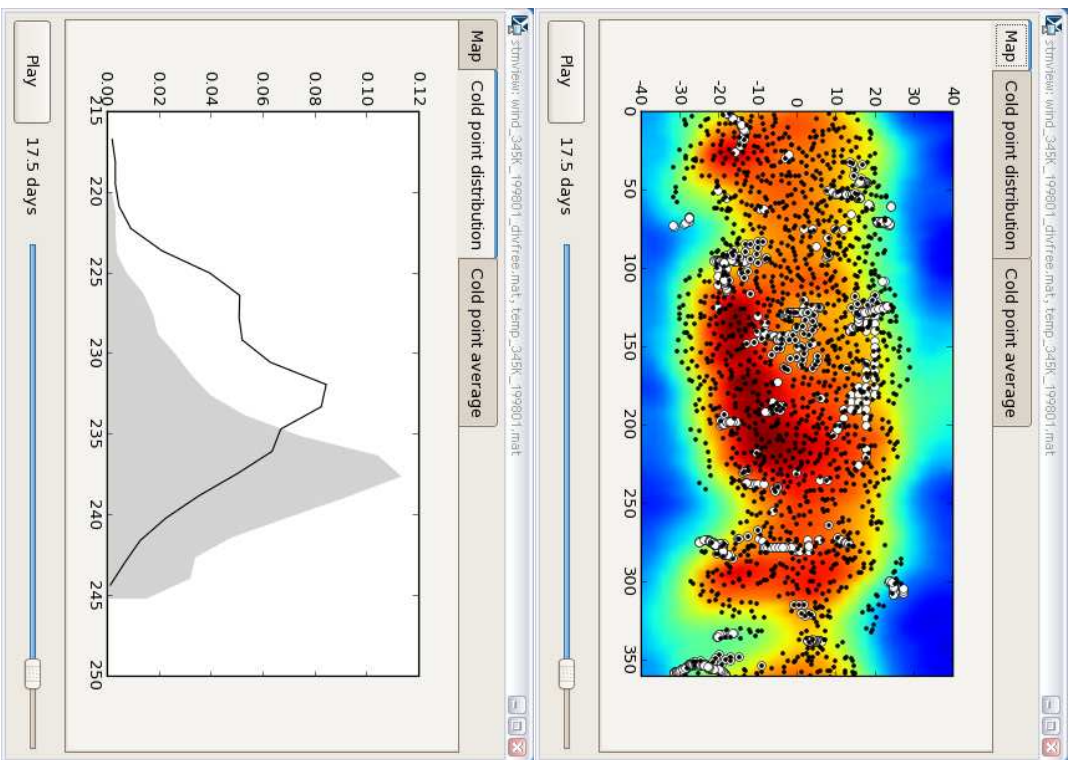 stmview: wind_345K_199801_divfree.mat; temp_345K_199801.mat
Map Cold point distribution Cold point average
40
30
20
10
0
-10
-20
-30
-40
0 50 100 150 200 250 300 350
Play 17.5 days
stmview: wind_345K_199801_divfree.mat; temp_345K_199801.mat
Map Cold point distribution Cold point average
0.12
0.10
0.08
0.06
0.04
0.02
0.00
215 220 225 230 235 240 245 250
Play 17.5 days